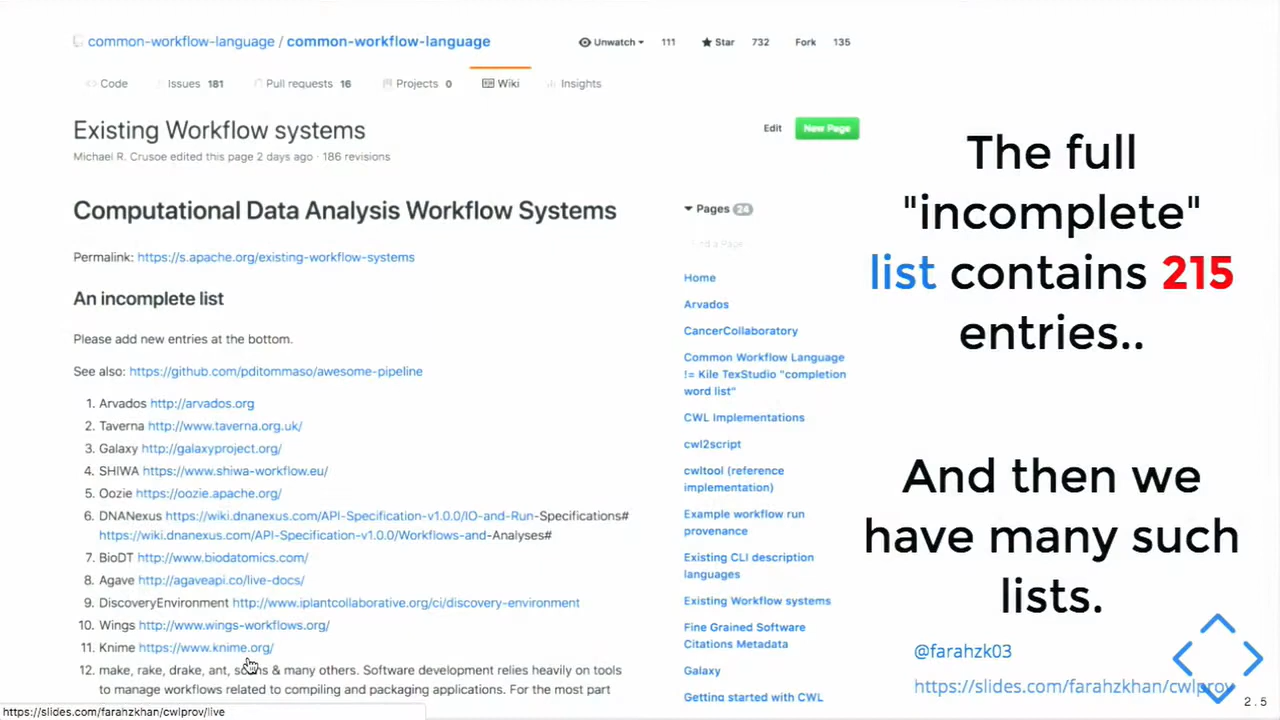 common-workflow-language / common-workflow-language
Unwatch 111 Star 732 Fork 135
Code Issues 181 Pull requests 16 Projects 0 Wiki Insights
Existing Workflow systems
Edit New Page
Michael R. Crusoe edited this page 2 days ago · 186 revisions
Computational Data Analysis Workflow Systems
Permalink: https://s.apache.org/existing-workflow-systems
An incomplete list
Please add new entries at the bottom.
See also: https://github.com/pditommaso/awesome-pipeline
1. Arvados http://arvados.org
2. Taverna http://www.taverna.org.uk/
3. Galaxy http://galaxyproject.org/
4. SHIWA https://www.shiwa-workflow.eu/
5. Oozie https://oozie.apache.org/
6. DNANexus https://wiki.dnanexus.com/API-Specification-v1.0.0/IO-and-Run-Specifications#
https://wiki.dnanexus.com/API-Specification-v1.0.0/Workflows-and-Analyses#
7. BioDT http://www.biodatomics.com/
8. Agave http://agaveapi.co/live-docs/
9. DiscoveryEnvironment http://www.iplantcollaborative.org/ci/discovery-environment
10. Wings http://www.wings-workflows.org/
11. Knime https://www.knime.org/
12. make, rake, drake, ant, scons & many others. Software development relies heavily on tools
to manage workflows related to compiling and packaging applications. For the most part
Pages 24
Find a Page
Home
Arvados
CancerCollaboratory
Common Workflow Language
!= Kile TexStudio "completion
word list"
CWL Implementations
cwl2script
cwltool (reference
implementation)
Example workflow run
provenance
Existing CLI description
languages
Existing Workflow systems
Fine Grained Software
Citations Metadata
Galaxy
Getting started with CWL
The full
"incomplete"
list contains 215
entries..
And then we
have many such
lists.
@farahzk03
https://slides.com/farahzkhan/cwlprov
2.5
https://slides.com/farahzkhan/cwlprov/live